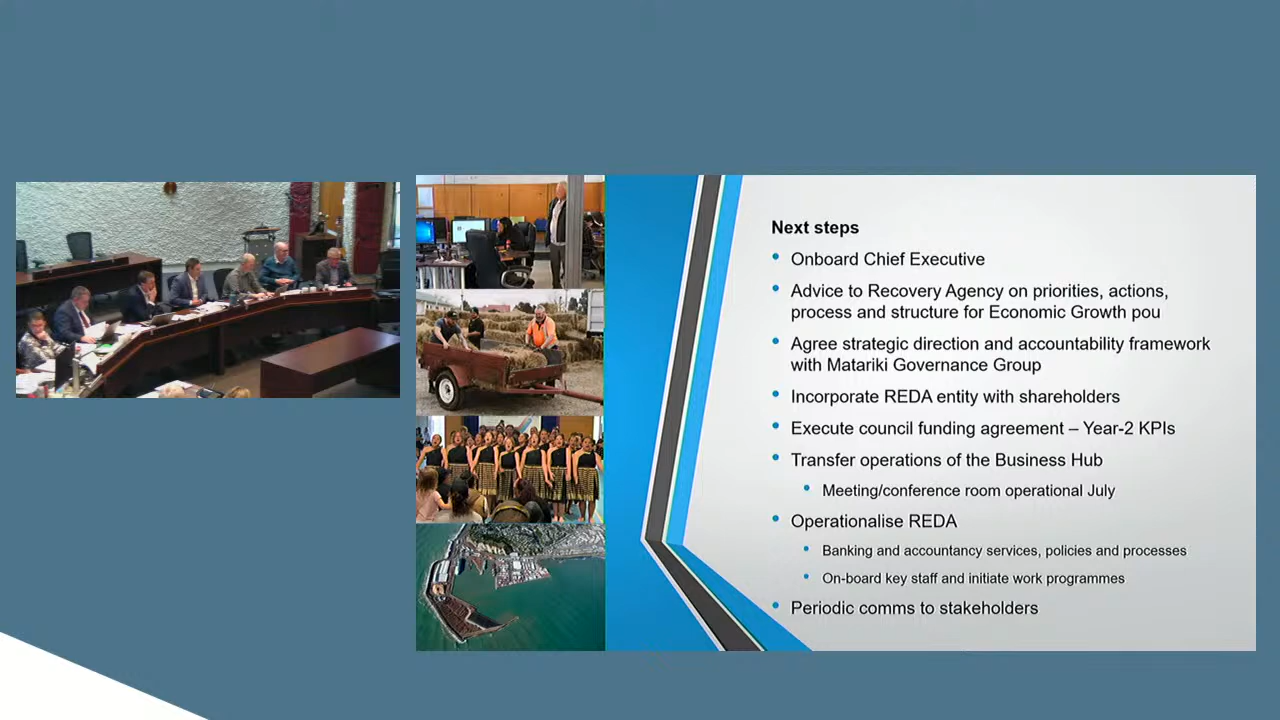 Next steps
Onboard Chief Executive
Advice to Recovery Agency on priorities, actions,
process and structure for Economic Growth pou
Agree strategic direction and accountability framework
with Matariki Governance Group
Incorporate REDA entity with shareholders
Execute council funding agreement – Year-2 KPIs
Transfer operations of the Business Hub
Meeting/conference room operational July
Operationalise REDA
Banking and accountancy services, policies and processes
On-board key staff and initiate work programmes
Periodic comms to stakeholders